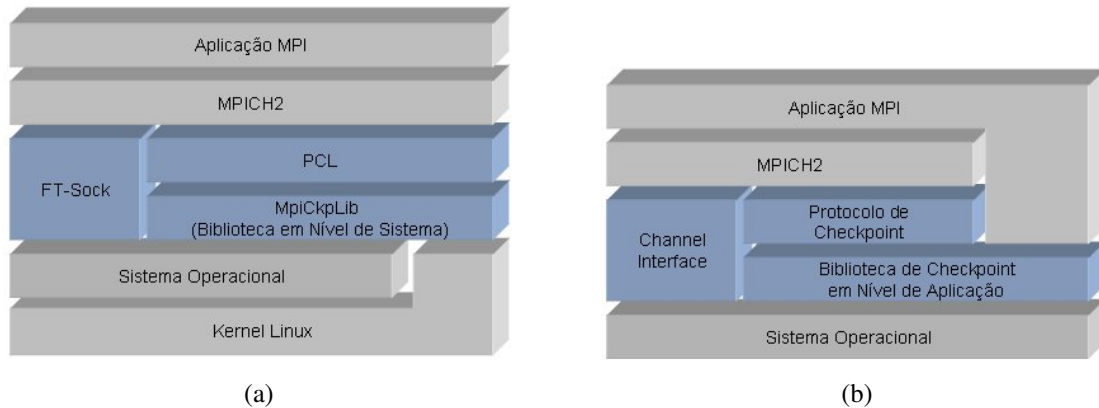 Aplicação MPI
MPICH2
FT-Sock
PCL
MpiCkpLib
(Biblioteca em Nível de Sistema)
Sistema Operacional
Kernel Linux
(a)
Aplicação MPI
MPICH2
Channel
Interface
Protocolo de
Checkpoint
Biblioteca de Checkpoint
em Nível de Aplicação
Sistema Operacional
(b)